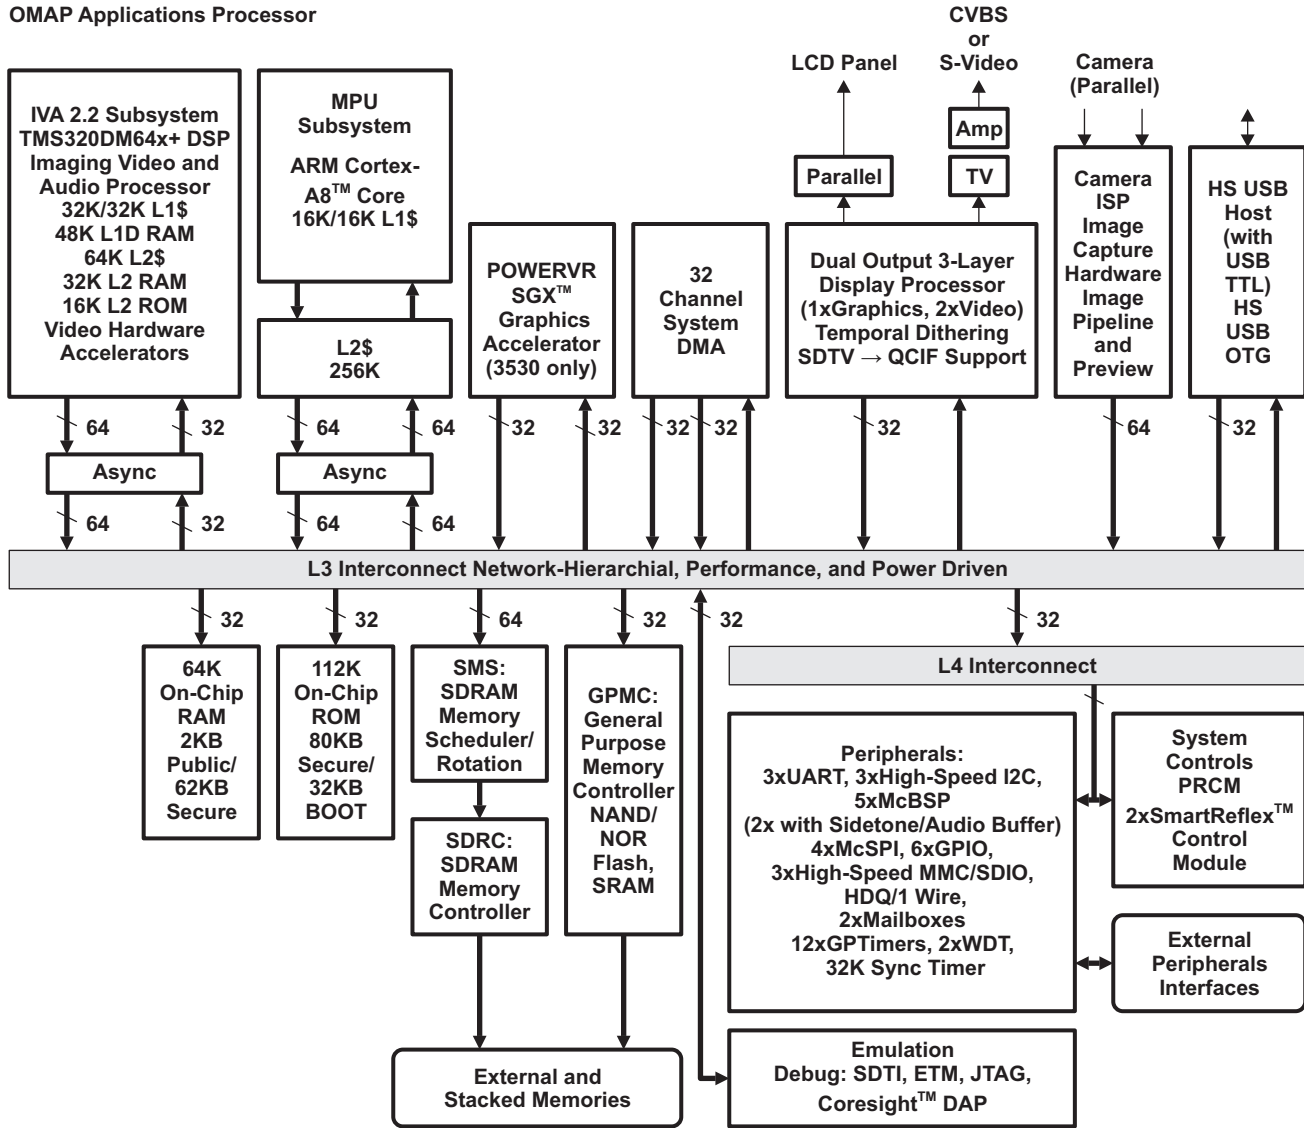 OMAP Applications Processor
LCD Panel
CVBS
or
S-Video
Camera
(Parallel)
Amp
Parallel
TV
IVA 2.2 Subsystem
TMS320DM64x+ DSP
Imaging Video and
Audio Processor
32K/32K L1$
48K L1D RAM
64K L2$
32K L2 RAM
16K L2 ROM
Video Hardware
Accelerators
MPU
Subsystem
ARM Cortex-
A8™ Core
16K/16K L1$
L2$
256K
POWERVR
SGX™
Graphics
Accelerator
(3530 only)
32
Channel
System
DMA
Dual Output 3-Layer
Display Processor
(1xGraphics, 2xVideo)
Temporal Dithering
SDTV → QCIF Support
Camera
ISP
Image
Capture
Hardware
Image
Pipeline
and
Preview
HS USB
Host
(with
USB
TTL)
HS
USB
OTG
64
32
64
64
32
32
32
32
32
64
32
Async
Async
64
32
64
64
L3 Interconnect Network-Hierarchial, Performance, and Power Driven
32
32
64
32
32
32
64K
On-Chip
RAM
2KB
Public/
62KB
Secure
112K
On-Chip
ROM
80KB
Secure/
32KB
BOOT
SMS:
SDRAM
Memory
Scheduler/
Rotation
SDRC:
SDRAM
Memory
Controller
GPMC:
General
Purpose
Memory
Controller
NAND/
NOR
Flash,
SRAM
L4 Interconnect
Peripherals:
3xUART, 3xHigh-Speed I2C,
5xMcBSP
(2x with Sidetone/Audio Buffer)
4xMcSPI, 6xGPIO,
3xHigh-Speed MMC/SDIO,
HDQ/1 Wire,
2xMailboxes
12xGPTimers, 2xWDT,
32K Sync Timer
System
Controls
PRCM
2xSmartReflex™
Control
Module
External
Peripherals
Interfaces
External and
Stacked Memories
Emulation
Debug: SDTI, ETM, JTAG,
Coresight™ DAP